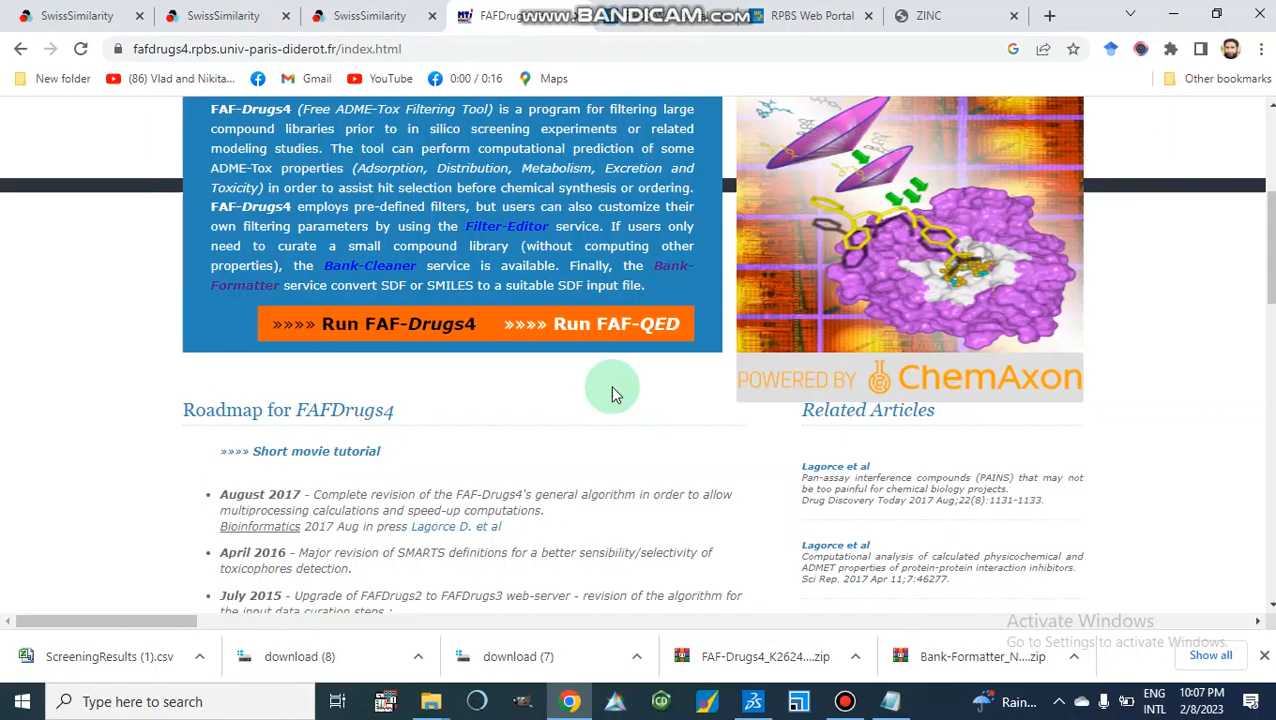 SwissSimilarity
SwissSimilarity
SwissSimilarity
FAFDrug
www.BANDICAM.com
RPBS Web Portal
ZINC
fafdrugs4.rpbs.univ-paris-diderot.fr/index.html
New folder
(86) Vlad and Nikita...
Gmail
YouTube
0:00 / 0:16
Maps
Other bookmarks
FAF-Drugs4 (Free ADME-Tox Filtering Tool) is a program for filtering large
compound libraries prior to in silico screening experiments or related
modeling studies. The tool can perform computational prediction of some
ADME-Tox properties (Adsorption, Distribution, Metabolism, Excretion and
Toxicity) in order to assist hit selection before chemical synthesis or ordering.
FAF-Drugs4 employs pre-defined filters, but users can also customize their
own filtering parameters by using the Filter-Editor service. If users only
need to curate a small compound library (without computing other
properties), the Bank-Cleaner service is available. Finally, the Bank-
Formatter service convert SDF or SMILES to a suitable SDF input file.
»»»» Run FAF-Drugs4 »»»» Run FAF-QED
POWERED BY ChemAxon
Roadmap for FAFDrugs4
»»»» Short movie tutorial
• August 2017 - Complete revision of the FAF-Drugs4's general algorithm in order to allow
multiprocessing calculations and speed-up computations.
Bioinformatics 2017 Aug in press Lagorce D. et al
• April 2016 - Major revision of SMARTS definitions for a better sensibility/selectivity of
toxicophores detection.
• July 2015 - Upgrade of FAFDrugs2 to FAFDrugs3 web-server - revision of the algorithm for
the input data curation steps :
Related Articles
Lagorce et al
Pan-assay interference compounds (PAINS) that may not
be too painful for chemical biology projects.
Drug Discovery Today 2017 Aug;22(8):1131-1133.
Lagorce et al
Computational analysis of calculated physicochemical and
ADMET properties of protein-protein interaction inhibitors.
Sci Rep. 2017 Apr 11;7:46277.
Activate Windows
Go to Settings to activate Windows.
ScreeningResults (1).csv
download (8)
download (7)
FAF-Drugs4_K2624....zip
Bank-Formatter_N....zip
Show all
Type here to search
Rain...
ENG
INTL
10:07 PM
2/8/2023